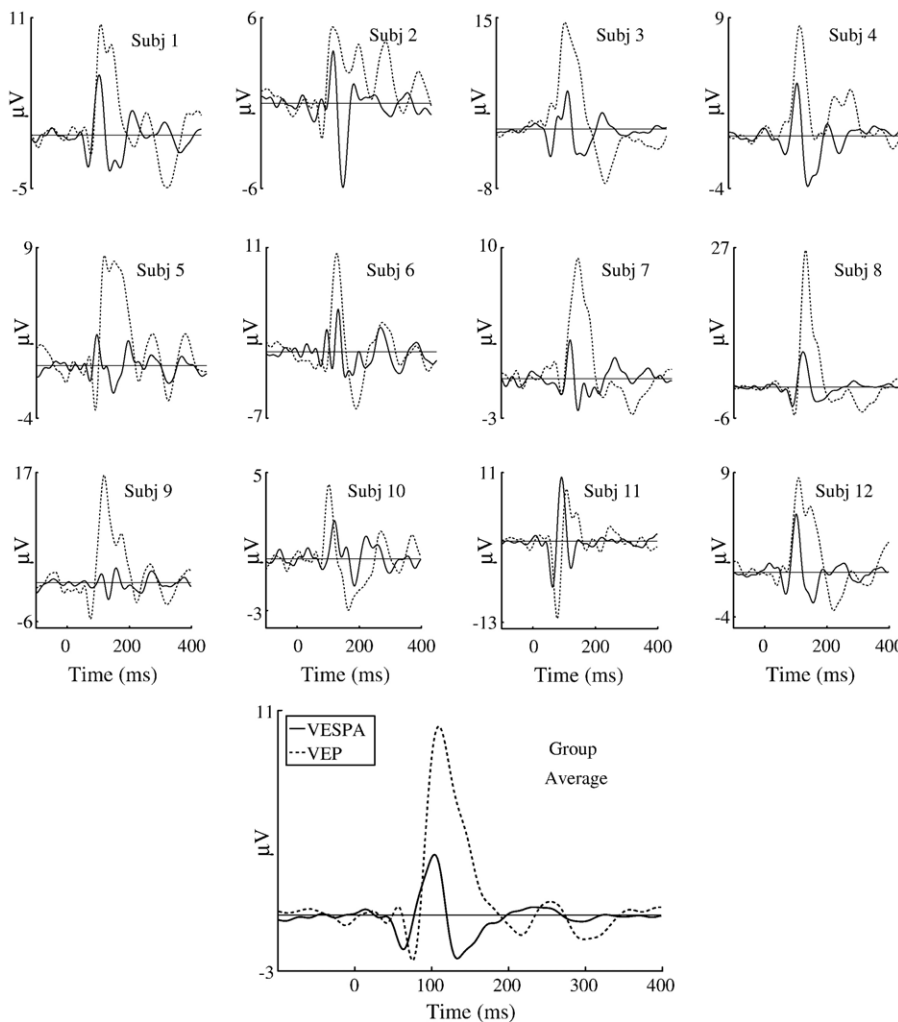 11
Subj 1
μV
-5
6
Subj 2
μV
-6
15
Subj 3
μV
-8
9
Subj 4
μV
-4
9
Subj 5
μV
-4
11
Subj 6
μV
-7
10
Subj 7
μV
-3
27
Subj 8
μV
-6
17
Subj 9
μV
-6
0 200 400
Time (ms)
5
Subj 10
μV
-3
0 200 400
Time (ms)
11
Subj 11
μV
-13
0 200 400
Time (ms)
9
Subj 12
μV
-4
0 200 400
Time (ms)
11
VESPA
VEP
Group
Average
μV
-3
0 100 200 300 400
Time (ms)